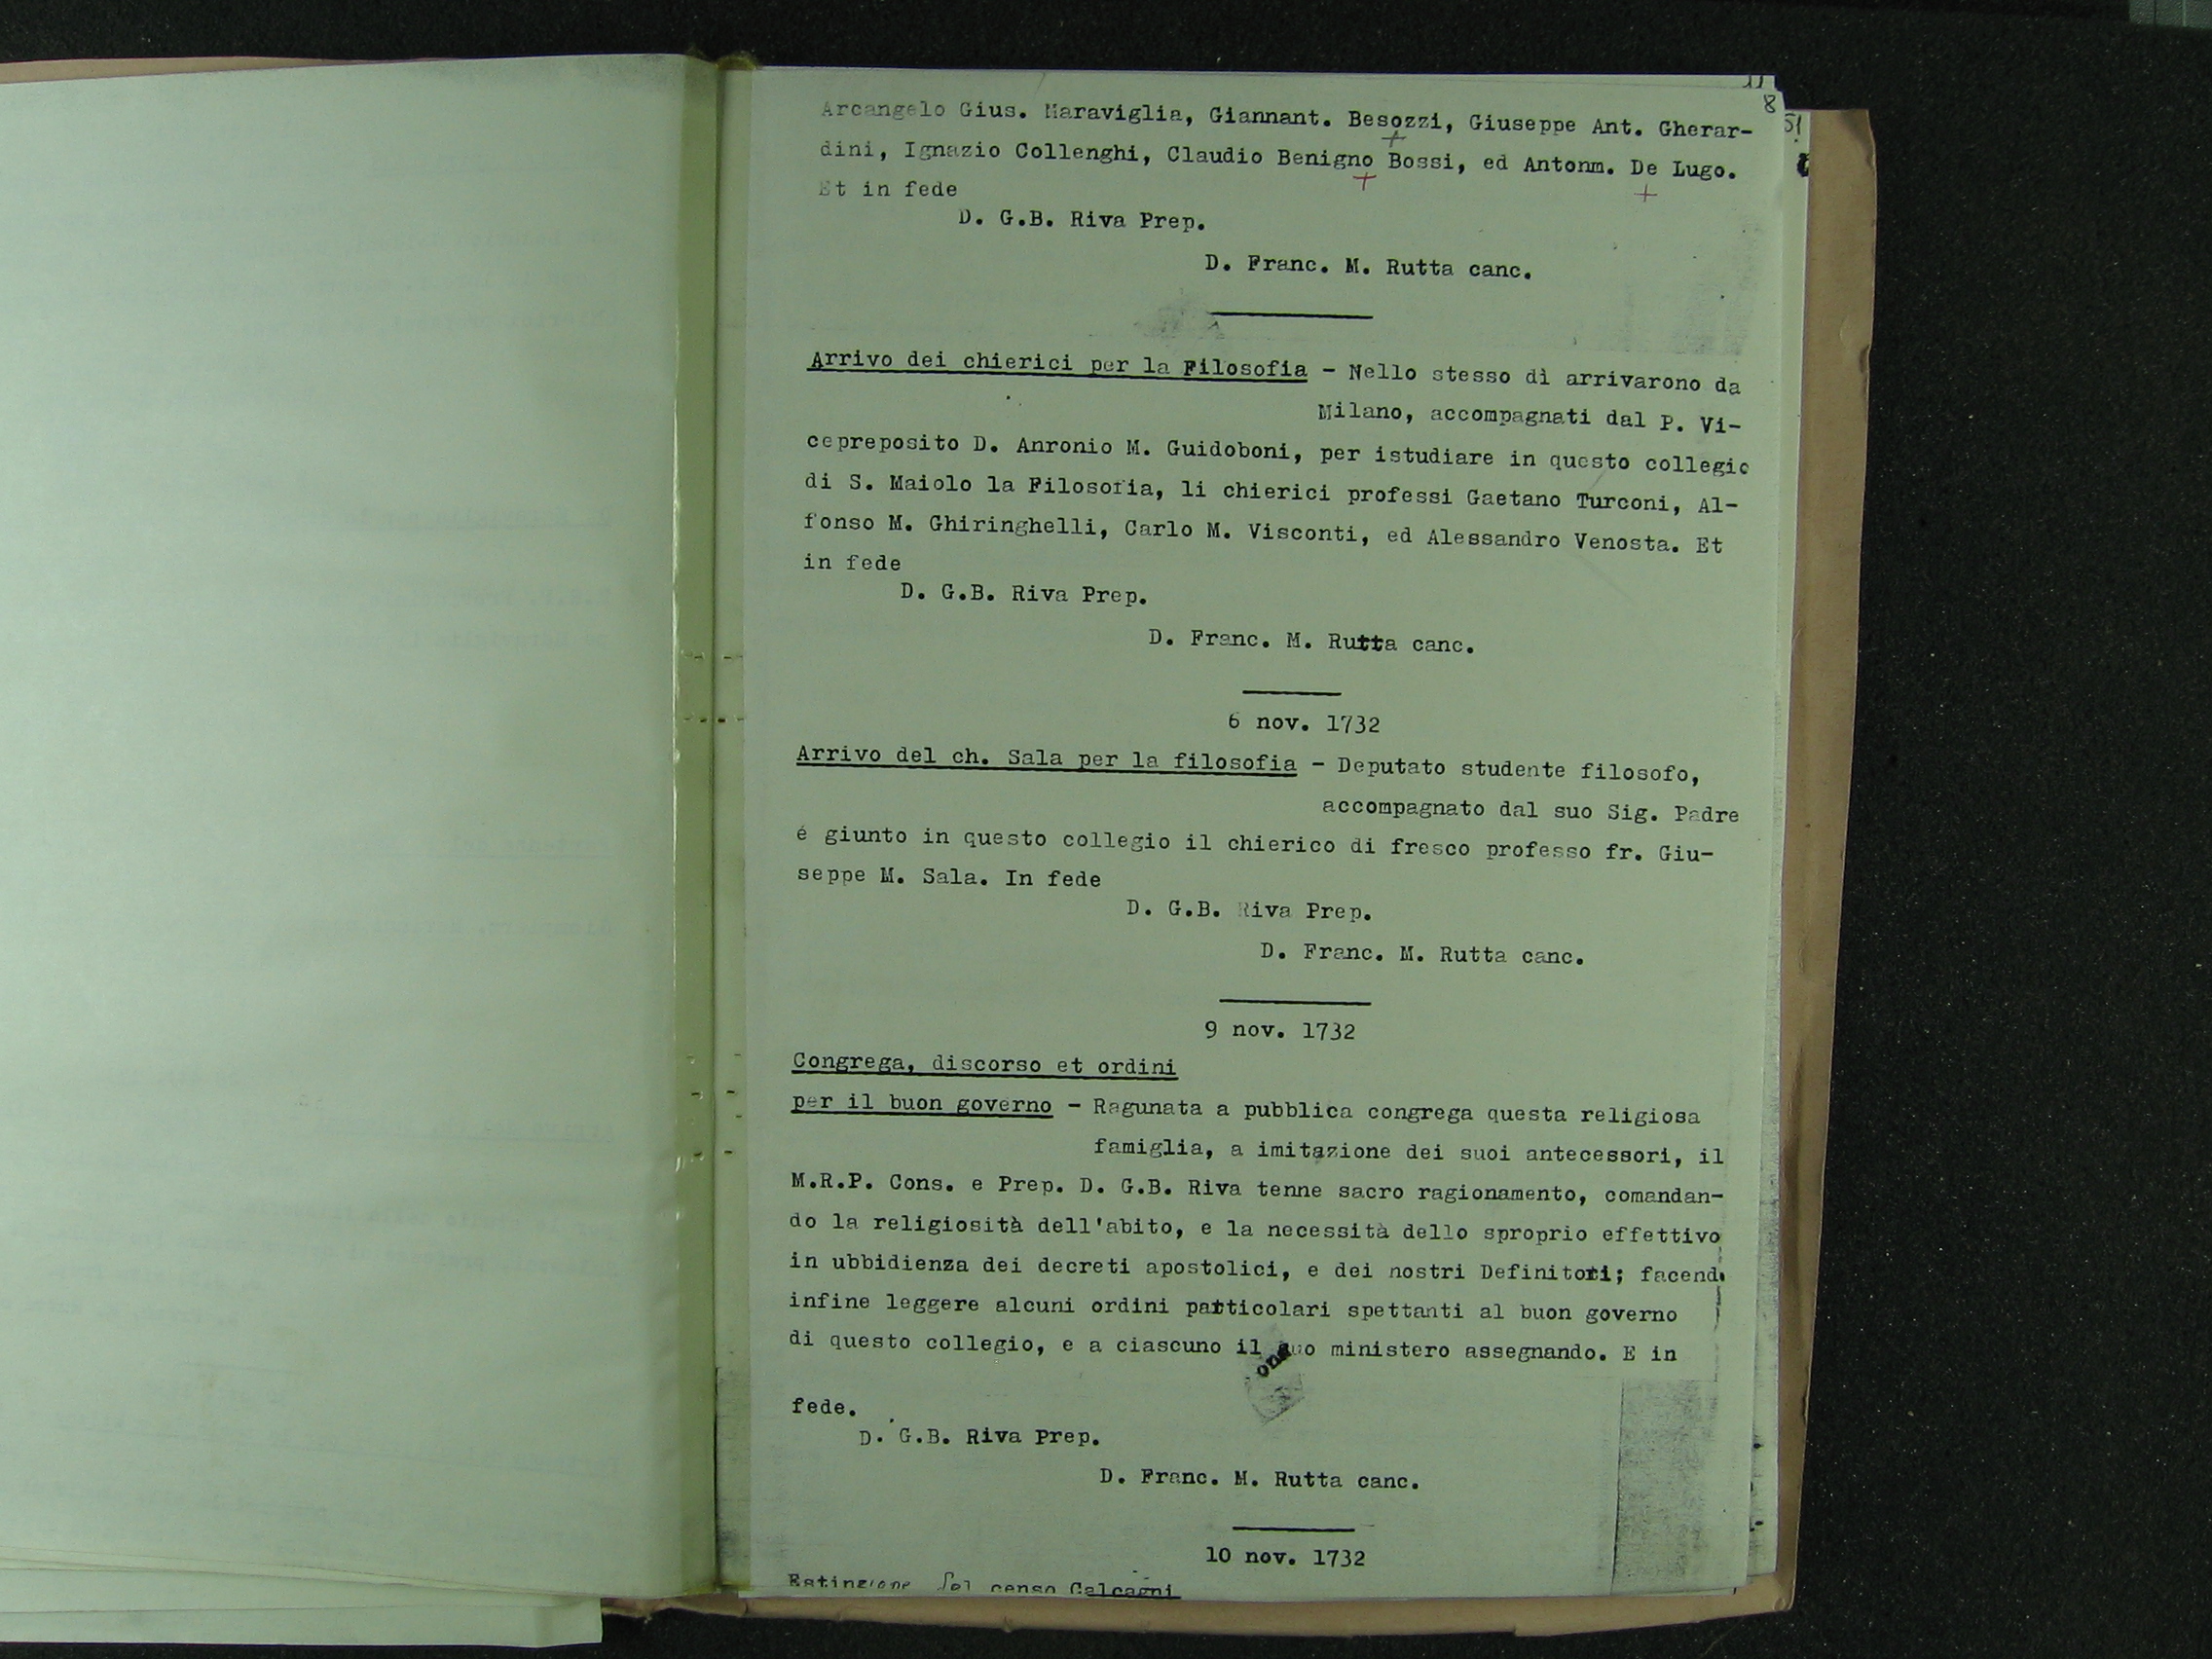 8
51
Arcangelo Gius. Maraviglia, Giannant. Besozzi, Giuseppe Ant. Gherar-
dini, Ignazio Collenghi, Claudio Benigno Bossi, ed Antonm. De Lugo.
Et in fede
D. G.B. Riva Prep.
D. Franc. M. Rutta canc.
Arrivo dei chierici per la Filosofia - Nello stesso dì arrivarono da
Milano, accompagnati dal P. Vi-
cepreposito D. Anronio M. Guidoboni, per istudiare in questo collegio
di S. Maiolo la Filosofia, li chierici professi Gaetano Turconi, Al-
fonso M. Ghiringhelli, Carlo M. Visconti, ed Alessandro Venosta. Et
in fede
D. G.B. Riva Prep.
D. Franc. M. Rutta canc.
6 nov. 1732
Arrivo del ch. Sala per la filosofia - Deputato studente filosofo,
accompagnato dal suo Sig. Padre
é giunto in questo collegio il chierico di fresco professo fr. Giu-
seppe M. Sala. In fede
D. G.B. Riva Prep.
D. Franc. M. Rutta canc.
9 nov. 1732
Congrega, discorso et ordini
per il buon governo - Ragunata a pubblica congrega questa religiosa
famiglia, a imitazione dei suoi antecessori, il
M.R.P. Cons. e Prep. D. G.B. Riva tenne sacro ragionamento, comandan-
do la religiosità dell'abito, e la necessità dello sproprio effettivo
in ubbidienza dei decreti apostolici, e dei nostri Definitori; facend
infine leggere alcuni ordini particolari spettanti al buon governo
di questo collegio, e a ciascuno il suo ministero assegnando. E in
fede.
D. G.B. Riva Prep.
D. Franc. M. Rutta canc.
10 nov. 1732
Estinzione del censo Calcagni